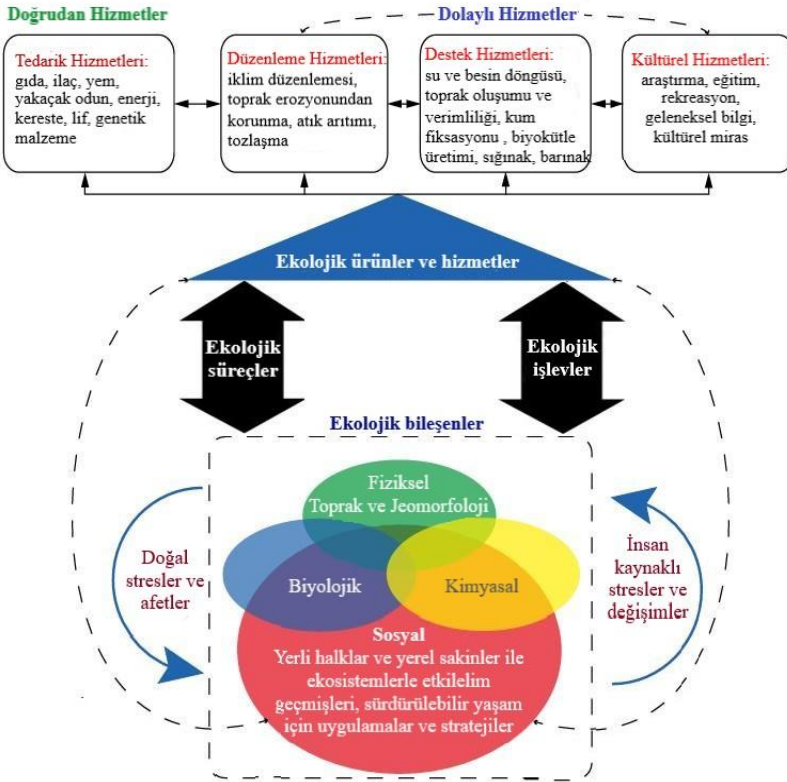 Doğrudan Hizmetler
Dolaylı Hizmetler
Tedarik Hizmetleri:
gıda, ilaç, yem,
yakaçak odun, enerji,
kereste, lif, genetik
malzeme
Düzenleme Hizmetleri:
iklim düzenlemesi,
toprak erozyonundan
korunma, atık arıtımı,
tozlaşma
Destek Hizmetleri:
su ve besin döngüsü,
toprak oluşumu ve
verimliliği, kum
fiksasyonu , biyokütle
üretimi, sığınak, barınak
Kültürel Hizmetleri:
araştırma, eğitim,
rekreasyon,
geleneksel bilgi,
kültürel miras
Ekolojik ürünler ve hizmetler
Ekolojik
süreçler
Ekolojik
işlevler
Ekolojik bileşenler
Fiziksel
Toprak ve Jeomorfoloji
Biyolojik
Kimyasal
Sosyal
Yerli halklar ve yerel sakinler ile
ekosistemlerle etkilelim
geçmişleri, sürdürülebilir yaşam
için uygulamalar ve stratejiler
Doğal
stresler ve
afetler
İnsan
kaynaklı
stresler ve
değişimler